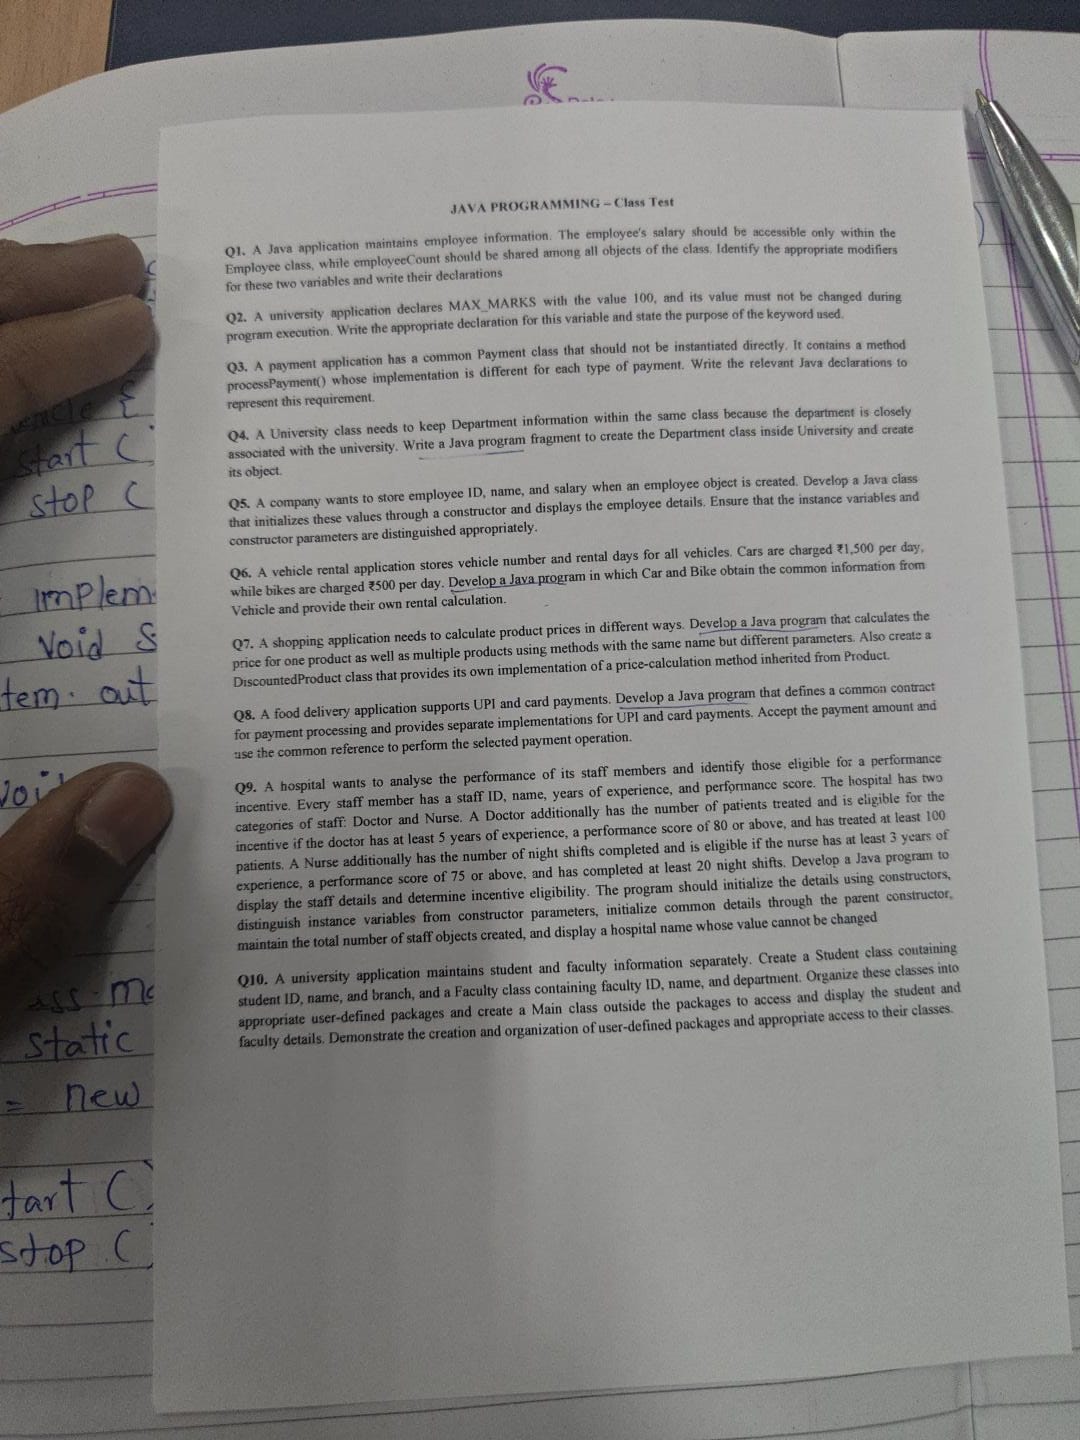 JAVA PROGRAMMING – Class Test
Q1. A Java application maintains employee information. The employee's salary should be accessible only within the
Employee class, while employeeCount should be shared among all objects of the class. Identify the appropriate modifiers
for these two variables and write their declarations
Q2. A university application declares MAX_MARKS with the value 100, and its value must not be changed during
program execution. Write the appropriate declaration for this variable and state the purpose of the keyword used.
Q3. A payment application has a common Payment class that should not be instantiated directly. It contains a method
processPayment() whose implementation is different for each type of payment. Write the relevant Java declarations to
represent this requirement.
Q4. A University class needs to keep Department information within the same class because the department is closely
associated with the university. Write a Java program fragment to create the Department class inside University and create
its object.
Q5. A company wants to store employee ID, name, and salary when an employee object is created. Develop a Java class
that initializes these values through a constructor and displays the employee details. Ensure that the instance variables and
constructor parameters are distinguished appropriately.
Q6. A vehicle rental application stores vehicle number and rental days for all vehicles. Cars are charged ₹1,500 per day,
while bikes are charged ₹500 per day. Develop a Java program in which Car and Bike obtain the common information from
Vehicle and provide their own rental calculation.
Q7. A shopping application needs to calculate product prices in different ways. Develop a Java program that calculates the
price for one product as well as multiple products using methods with the same name but different parameters. Also create a
DiscountedProduct class that provides its own implementation of a price-calculation method inherited from Product.
Q8. A food delivery application supports UPI and card payments. Develop a Java program that defines a common contract
for payment processing and provides separate implementations for UPI and card payments. Accept the payment amount and
use the common reference to perform the selected payment operation.
Q9. A hospital wants to analyse the performance of its staff members and identify those eligible for a performance
incentive. Every staff member has a staff ID, name, years of experience, and performance score. The hospital has two
categories of staff: Doctor and Nurse. A Doctor additionally has the number of patients treated and is eligible for the
incentive if the doctor has at least 5 years of experience, a performance score of 80 or above, and has treated at least 100
patients. A Nurse additionally has the number of night shifts completed and is eligible if the nurse has at least 3 years of
experience, a performance score of 75 or above, and has completed at least 20 night shifts. Develop a Java program to
display the staff details and determine incentive eligibility. The program should initialize the details using constructors,
distinguish instance variables from constructor parameters, initialize common details through the parent constructor,
maintain the total number of staff objects created, and display a hospital name whose value cannot be changed
Q10. A university application maintains student and faculty information separately. Create a Student class containing
student ID, name, and branch, and a Faculty class containing faculty ID, name, and department. Organize these classes into
appropriate user-defined packages and create a Main class outside the packages to access and display the student and
faculty details. Demonstrate the creation and organization of user-defined packages and appropriate access to their classes.
start (
stop (
implem
Void S
tem. out
Voi
static
= new
tart (
stop (